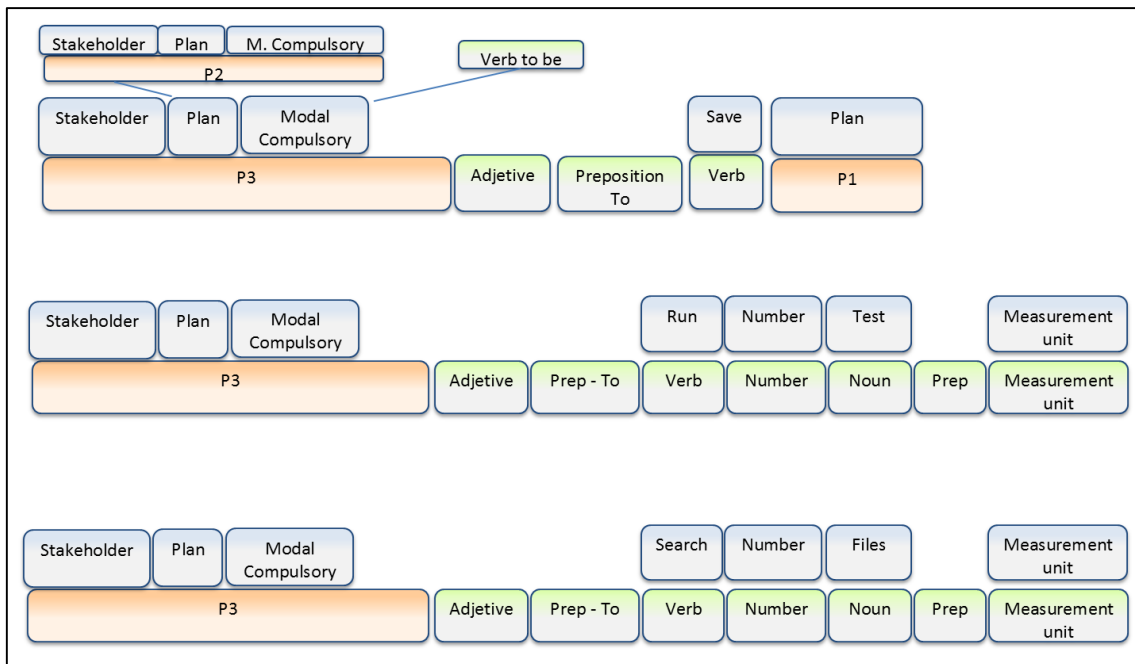 Stakeholder Plan M. Compulsory
P2
Verb to be
Stakeholder Plan Modal Compulsory Save Plan
P3 Adjetive Preposition To Verb P1
Stakeholder Plan Modal Compulsory Run Number Test Measurement unit
P3 Adjetive Prep - To Verb Number Noun Prep Measurement unit
Stakeholder Plan Modal Compulsory Search Number Files Measurement unit
P3 Adjetive Prep - To Verb Number Noun Prep Measurement unit